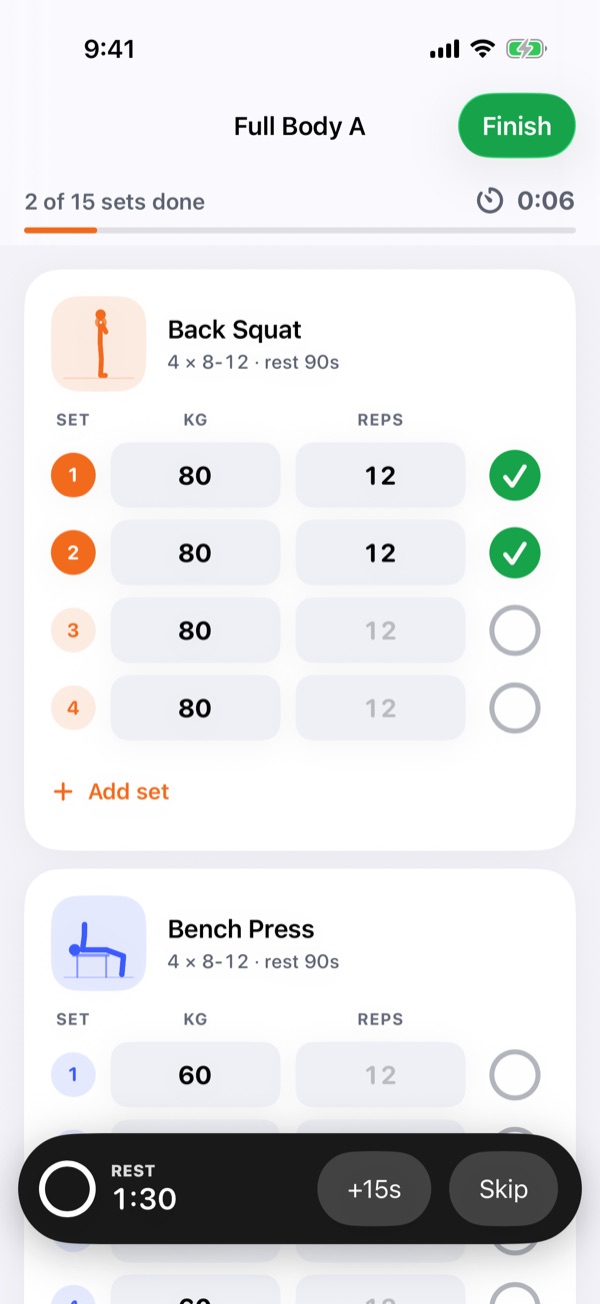 9:41
Full Body A
Finish
2 of 15 sets done
0:06
Back Squat
4 × 8-12 · rest 90s
SET KG REPS
1 80 12
2 80 12
3 80 12
4 80 12
+ Add set
Bench Press
4 × 8-12 · rest 90s
SET KG REPS
1 60 12
REST
1:30
+15s
Skip